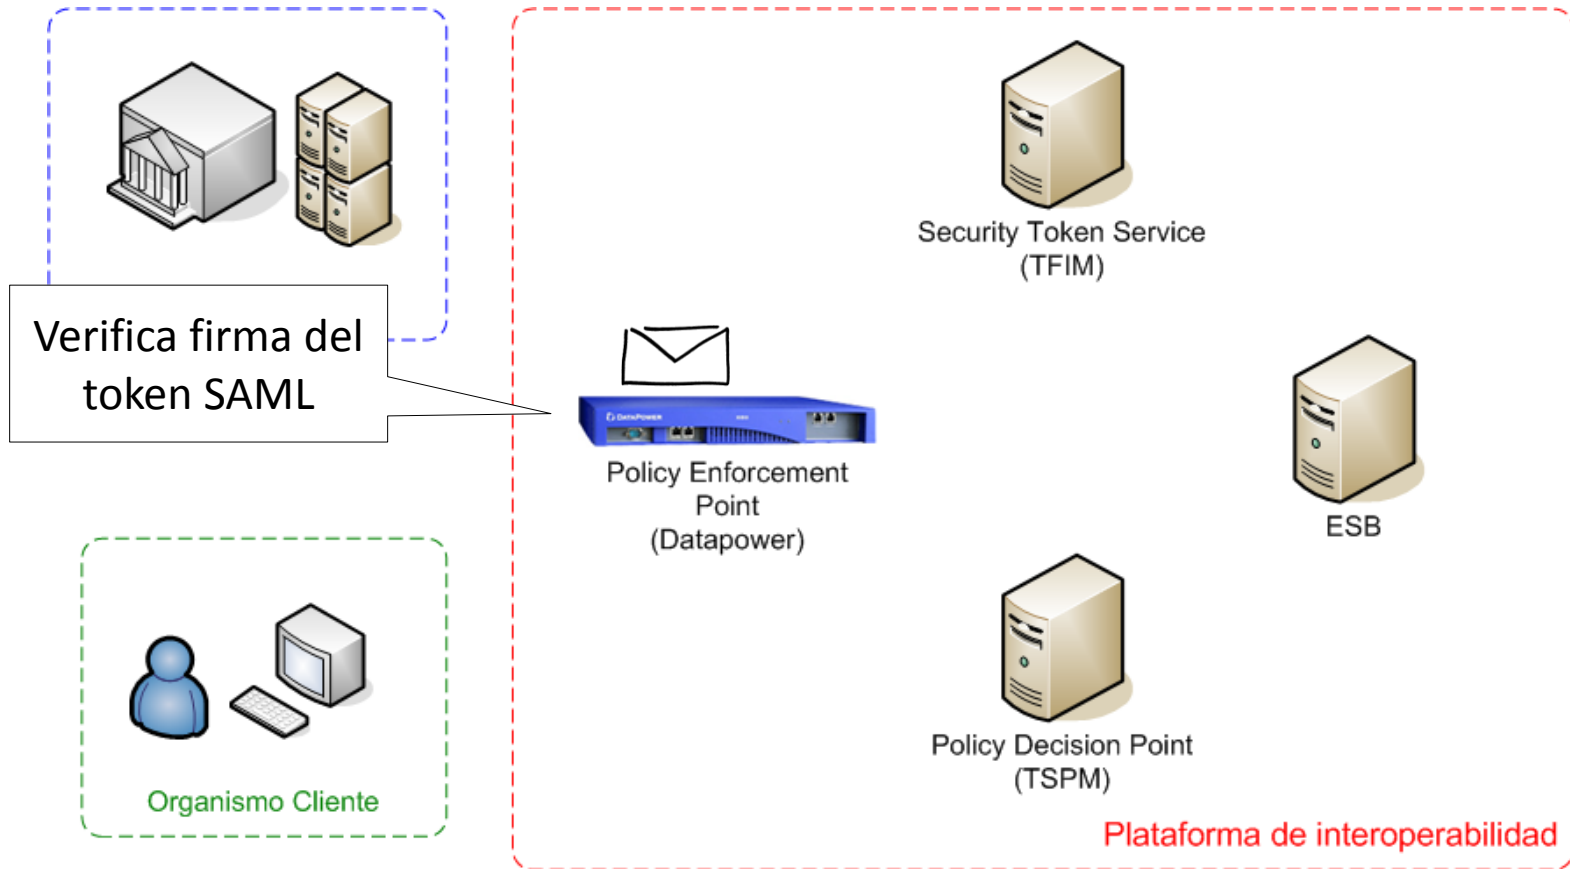 Security Token Service
(TFIM)
Verifica firma del
token SAML
DATAPOWER
Policy Enforcement
Point
(Datapower)
ESB
Policy Decision Point
(TSPM)
Organismo Cliente
Plataforma de interoperabilidad